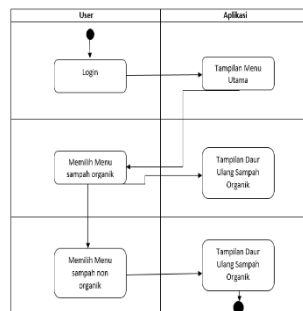 User
Aplikasi
Login
Tampilan Menu
Utama
Memilih Menu
sampah organik
Tampilan Daur
Ulang Sampah
Organik
Memilih Menu
sampah non
organik
Tampilan Daur
Ulang Sampah
Organik